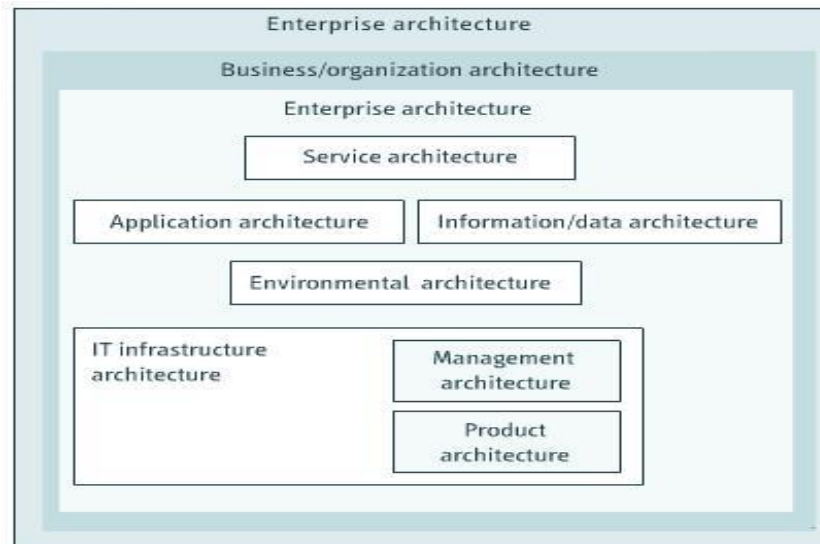 Enterprise architecture
Business/organization architecture
Enterprise architecture
Service architecture
Application architecture
Information/data architecture
Environmental architecture
IT infrastructure
architecture
Management
architecture
Product
architecture